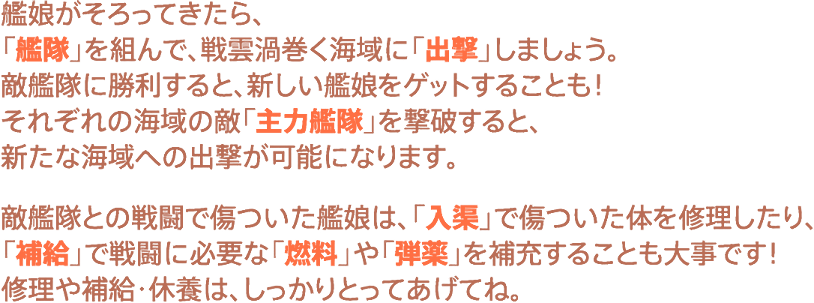 艦娘がそろってきたら、
「艦隊」を組んで、戦雲渦巻く海域に「出撃」しましょう。
敵艦隊に勝利すると、新しい艦娘をゲットすることも！
それぞれの海域の敵「主力艦隊」を撃破すると、
新たな海域への出撃が可能になります。
敵艦隊との戦闘で傷ついた艦娘は、「入渠」で傷ついた体を修理したり、
「補給」で戦闘に必要な「燃料」や「弾薬」を補充することも大事です！
修理や補給・休養は、しっかりとってあげてね。